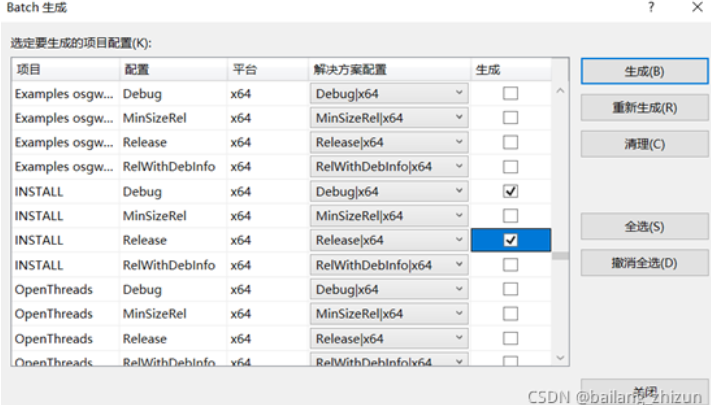 Batch 生成
? ×
选定要生成的项目配置(K):
项目 配置 平台 解决方案配置 生成
Examples osgw... Debug x64 Debug|x64
Examples osgw... MinSizeRel x64 MinSizeRel|x64
Examples osgw... Release x64 Release|x64
Examples osgw... RelWithDebInfo x64 RelWithDebInfo|x64
INSTALL Debug x64 Debug|x64
INSTALL MinSizeRel x64 MinSizeRel|x64
INSTALL Release x64 Release|x64
INSTALL RelWithDebInfo x64 RelWithDebInfo|x64
OpenThreads Debug x64 Debug|x64
OpenThreads MinSizeRel x64 MinSizeRel|x64
OpenThreads Release x64 Release|x64
OpenThreads RelWithDebInfo x64 RelWithDebInfo|x64
生成(B)
重新生成(R)
清理(C)
全选(S)
撤消全选(D)
关闭
CSDN @bailang_zhizun